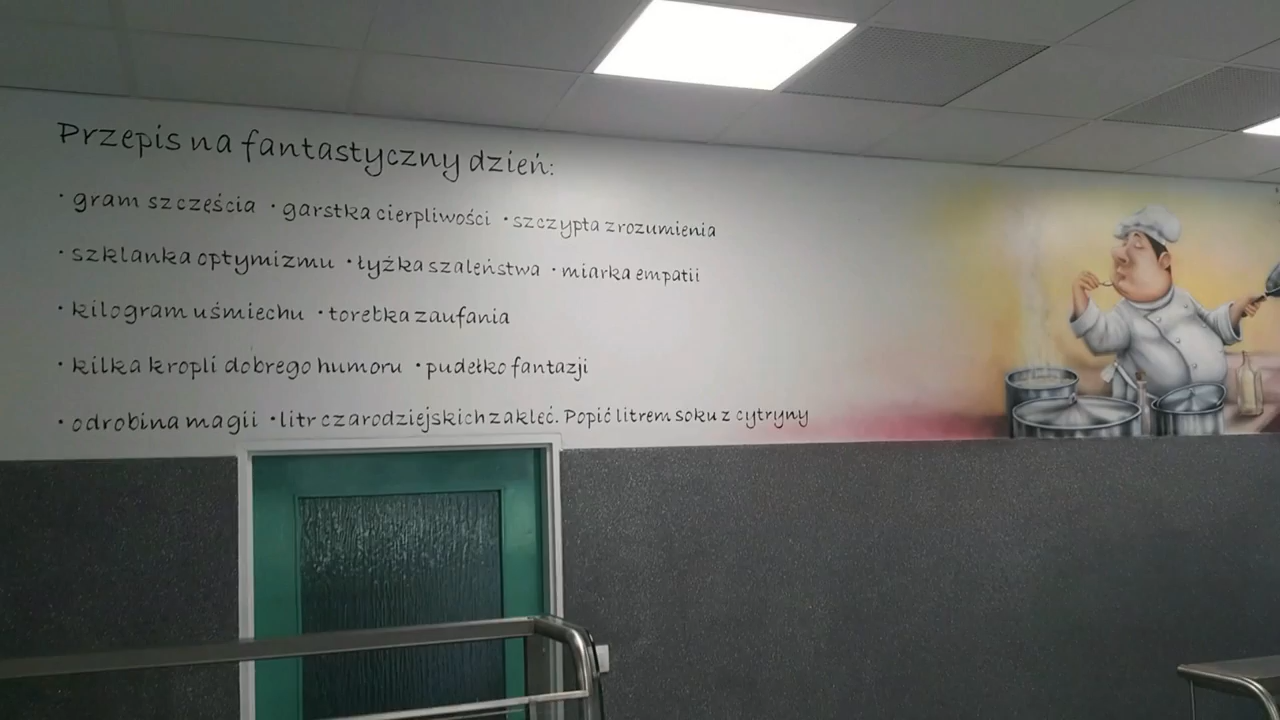 Przepis na fantastyczny dzień:
· gram szczęścia · garstka cierpliwości · szczypta zrozumienia
· szklanka optymizmu · łyżka szaleństwa · miarka empatii
· kilogram uśmiechu · torebka zaufania
· kilka kropli dobrego humoru · pudełko fantazji
· odrobina magii · litr czarodziejskich zaklęć. Popić litrem soku z cytryny